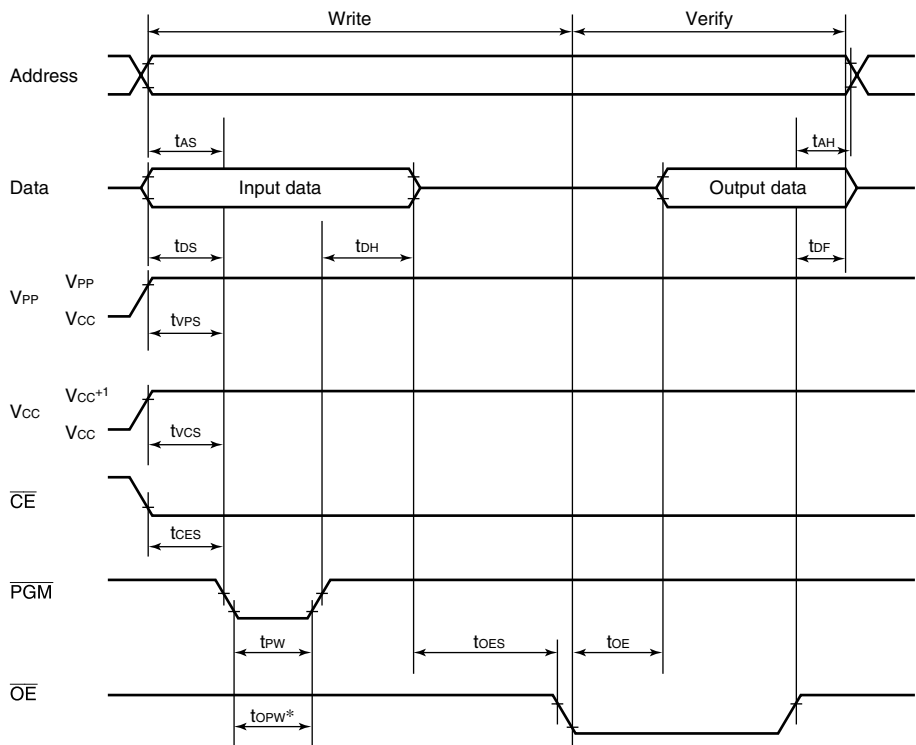 Write Verify
Address
tAS tAH
Data Input data Output data
tDS tDH tDF
VPP VPP
VCC
tVPS
VCC VCC+1
VCC
tVCS
CE
tCES
PGM
tPW tOES tOE
OE
tOPW*